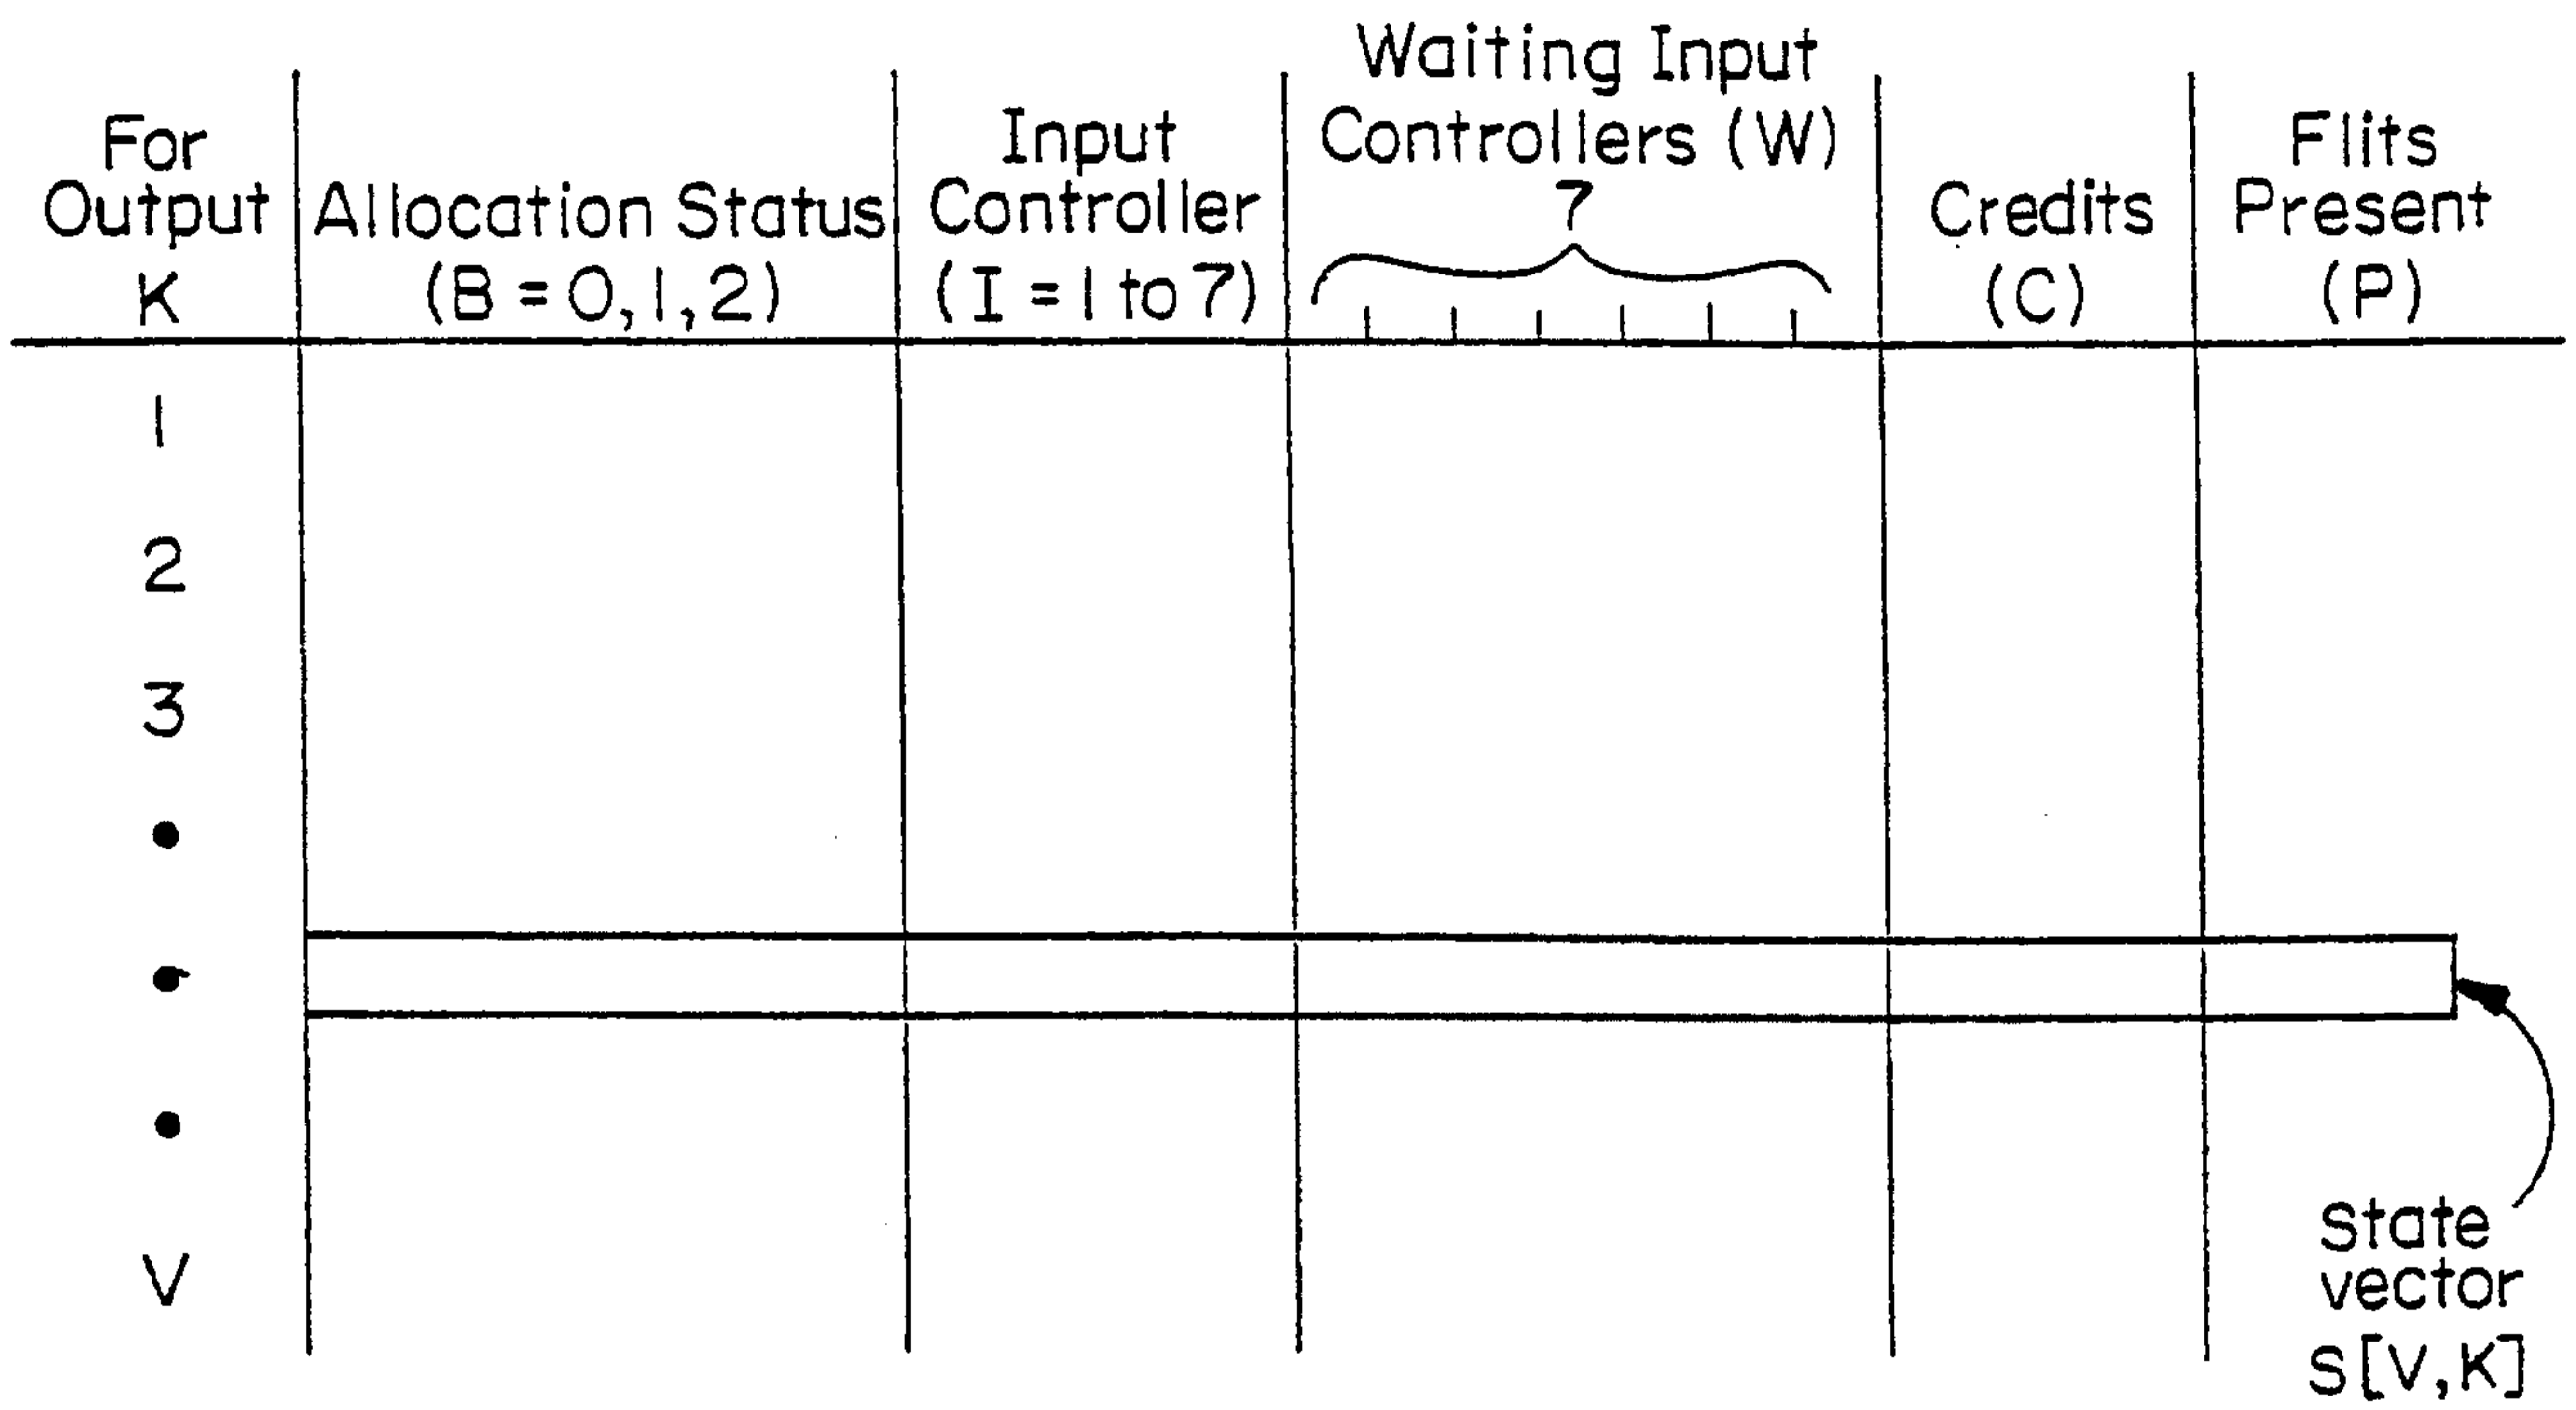 For
Output
K
Allocation Status
(B = 0, 1, 2)
Input
Controller
(I = 1 to 7)
Waiting Input
Controllers (W)
7
Credits
(C)
Flits
Present
(P)
1
2
3
•
•
•
V
State
vector
S[V,K]